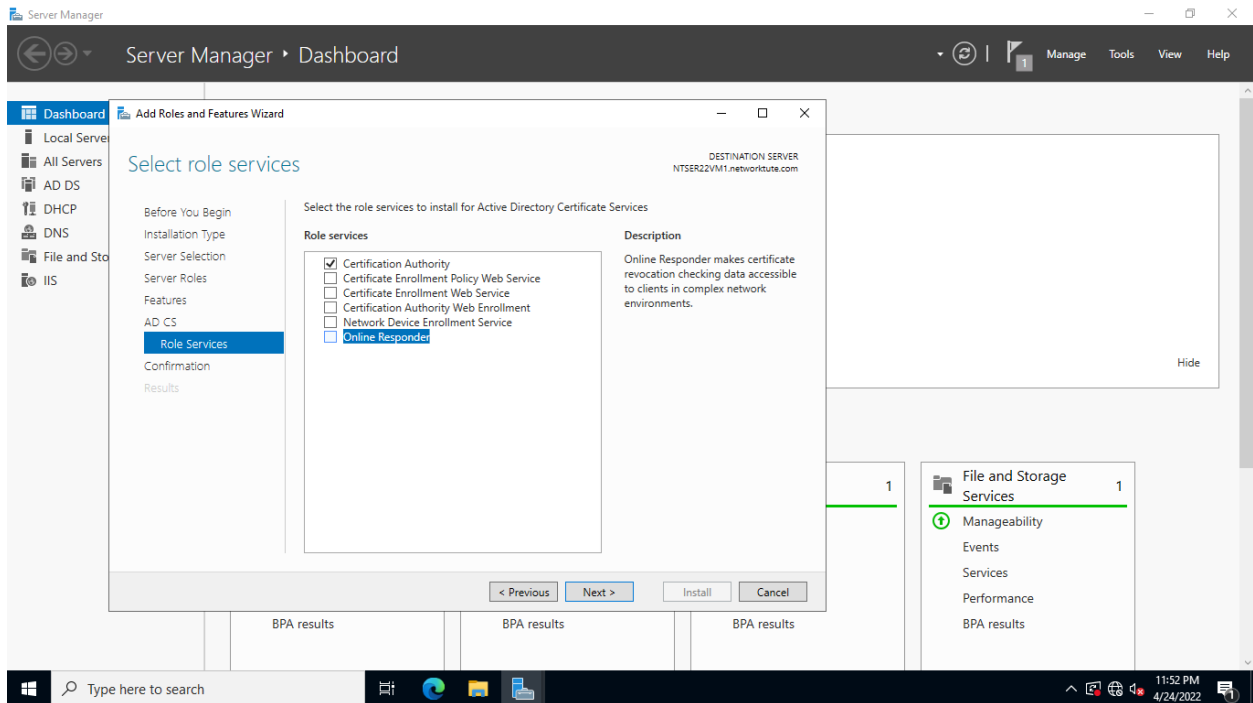 Server Manager
Server Manager ‣ Dashboard
1
Manage
Tools
View
Help
Dashboard
Local Server
All Servers
AD DS
DHCP
DNS
File and Sto
IIS
Add Roles and Features Wizard
Select role services
DESTINATION SERVER
NTSER22VM1.networktute.com
Before You Begin
Installation Type
Server Selection
Server Roles
Features
AD CS
Role Services
Confirmation
Results
Select the role services to install for Active Directory Certificate Services
Role services
Certification Authority
Certificate Enrollment Policy Web Service
Certificate Enrollment Web Service
Certification Authority Web Enrollment
Network Device Enrollment Service
Online Responder
Description
Online Responder makes certificate
revocation checking data accessible
to clients in complex network
environments.
< Previous
Next >
Install
Cancel
Hide
1
File and Storage
Services
1
Manageability
Events
Services
Performance
BPA results
BPA results
BPA results
BPA results
Type here to search
11:52 PM
4/24/2022
1